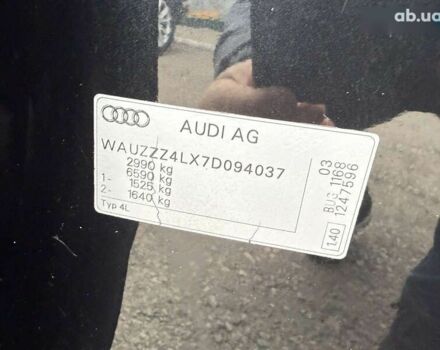 ab.ua
AUDI AG
WAUZZZ4LX7D094037
2990 kg
6590 kg
1- 1525 kg
2- 1640 kg
Typ 4L
03
BUG 1168
140 1247596